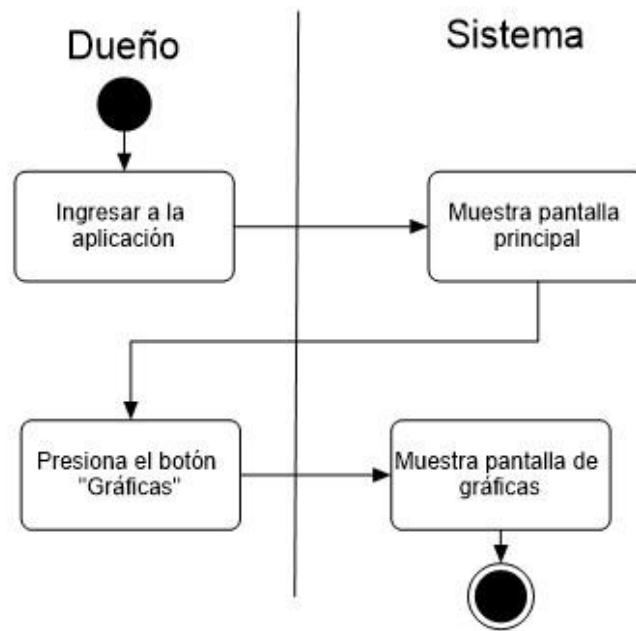 Dueño
Sistema
Ingresar a la
aplicación
Muestra pantalla
principal
Presiona el botón
"Gráficas"
Muestra pantalla de
gráficas